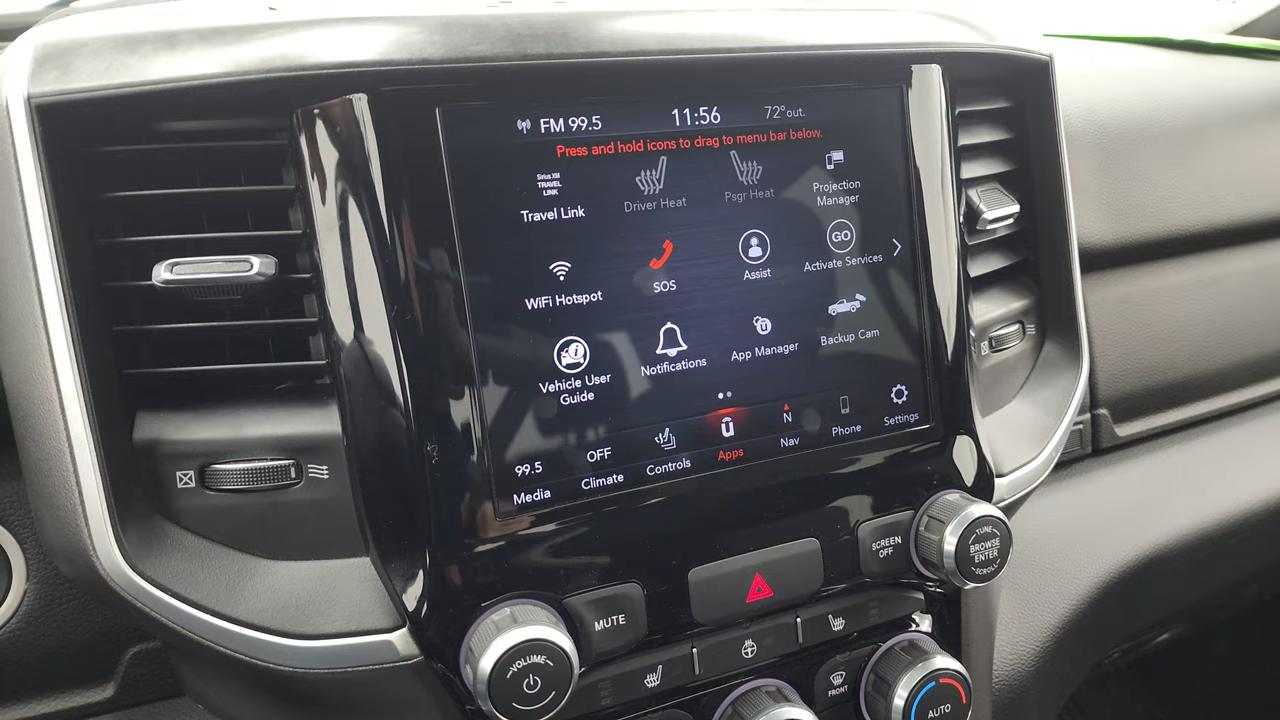 FM 99.5
11:56
72° out.
Press and hold icons to drag to menu bar below.
Sirius XM
TRAVEL
LINK
Travel Link
Driver Heat
Psgr Heat
Projection
Manager
WiFi Hotspot
SOS
Assist
GO
Activate Services
Vehicle User
Guide
Notifications
App Manager
Backup Cam
99.5
Media
OFF
Climate
Controls
Apps
N
Nav
Phone
Settings
SCREEN
OFF
TUNE
BROWSE
ENTER
SCROLL
MUTE
VOLUME
FRONT
AUTO